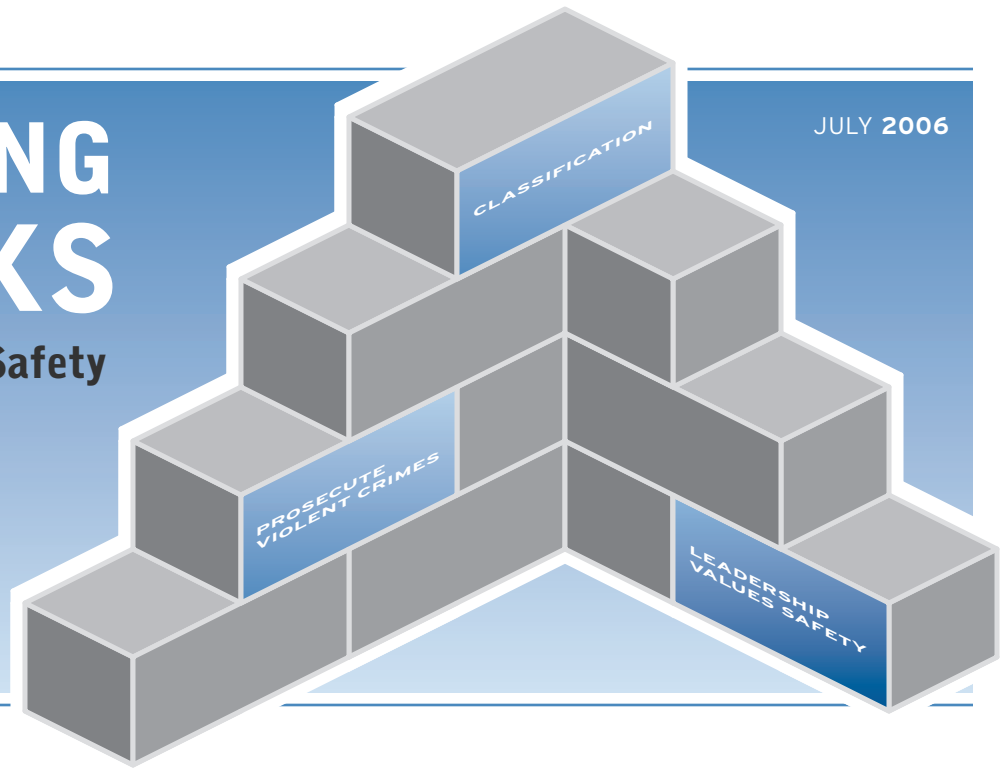 NG
KS
Safety
JULY 2006
CLASSIFICATION
PROSECUTE
VIOLENT CRIMES
LEADERSHIP
VALUES SAFETY